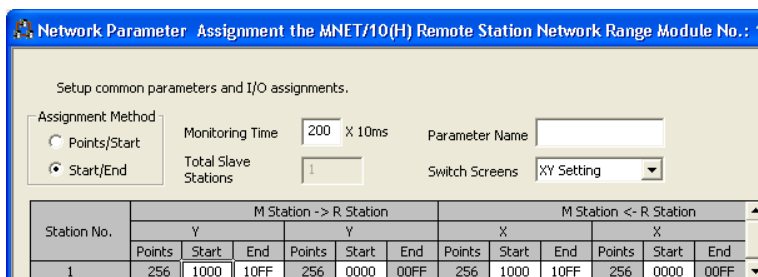 Network Parameter Assignment the MNET/10(H) Remote Station Network Range Module No.: 1
Setup common parameters and I/O assignments.
Assignment Method
Points/Start
Start/End
Monitoring Time 200 X 10ms
Total Slave Stations 1
Parameter Name
Switch Screens XY Setting
Station No. M Station -> R Station M Station <- R Station
Y Y X X
Points Start End Points Start End Points Start End Points Start End
1 256 1000 10FF 256 0000 00FF 256 1000 10FF 256 0000 00FF